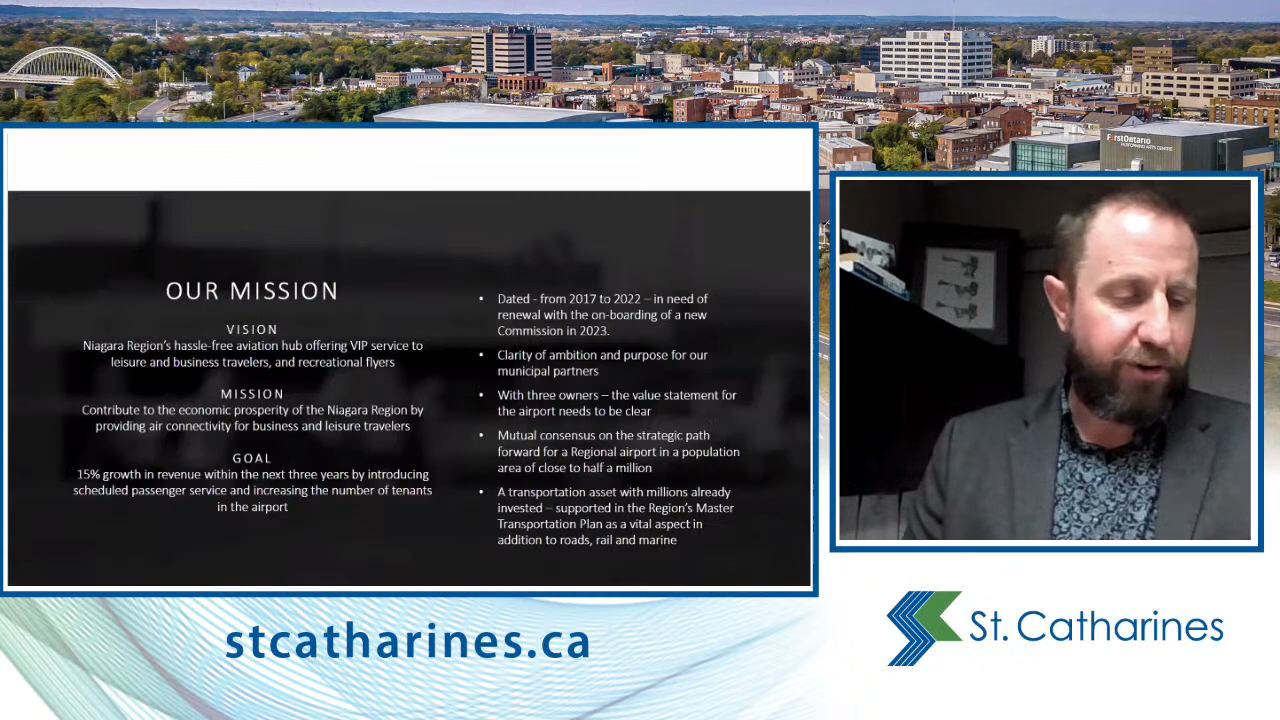 FirstOntario
PERFORMING ARTS CENTRE
OUR MISSION
VISION
Niagara Region's hassle-free aviation hub offering VIP service to
leisure and business travelers, and recreational flyers
MISSION
Contribute to the economic prosperity of the Niagara Region by
providing air connectivity for business and leisure travelers
GOAL
15% growth in revenue within the next three years by introducing
scheduled passenger service and increasing the number of tenants
in the airport
• Dated - from 2017 to 2022 – in need of
renewal with the on-boarding of a new
Commission in 2023.
• Clarity of ambition and purpose for our
municipal partners
• With three owners – the value statement for
the airport needs to be clear
• Mutual consensus on the strategic path
forward for a Regional airport in a population
area of close to half a million
• A transportation asset with millions already
invested – supported in the Region's Master
Transportation Plan as a vital aspect in
addition to roads, rail and marine
stcatharines.ca
St. Catharines